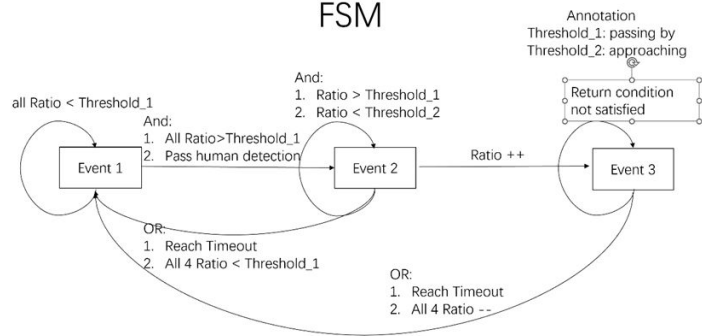 FSM
Annotation
Threshold_1: passing by
Threshold_2: approaching
And:
1. Ratio > Threshold_1
2. Ratio < Threshold_2
Return condition
not satisfied
all Ratio < Threshold_1
And:
1. All Ratio>Threshold_1
2. Pass human detection
Event 1
Event 2
Ratio ++
Event 3
OR:
1. Reach Timeout
2. All 4 Ratio < Threshold_1
OR:
1. Reach Timeout
2. All 4 Ratio --